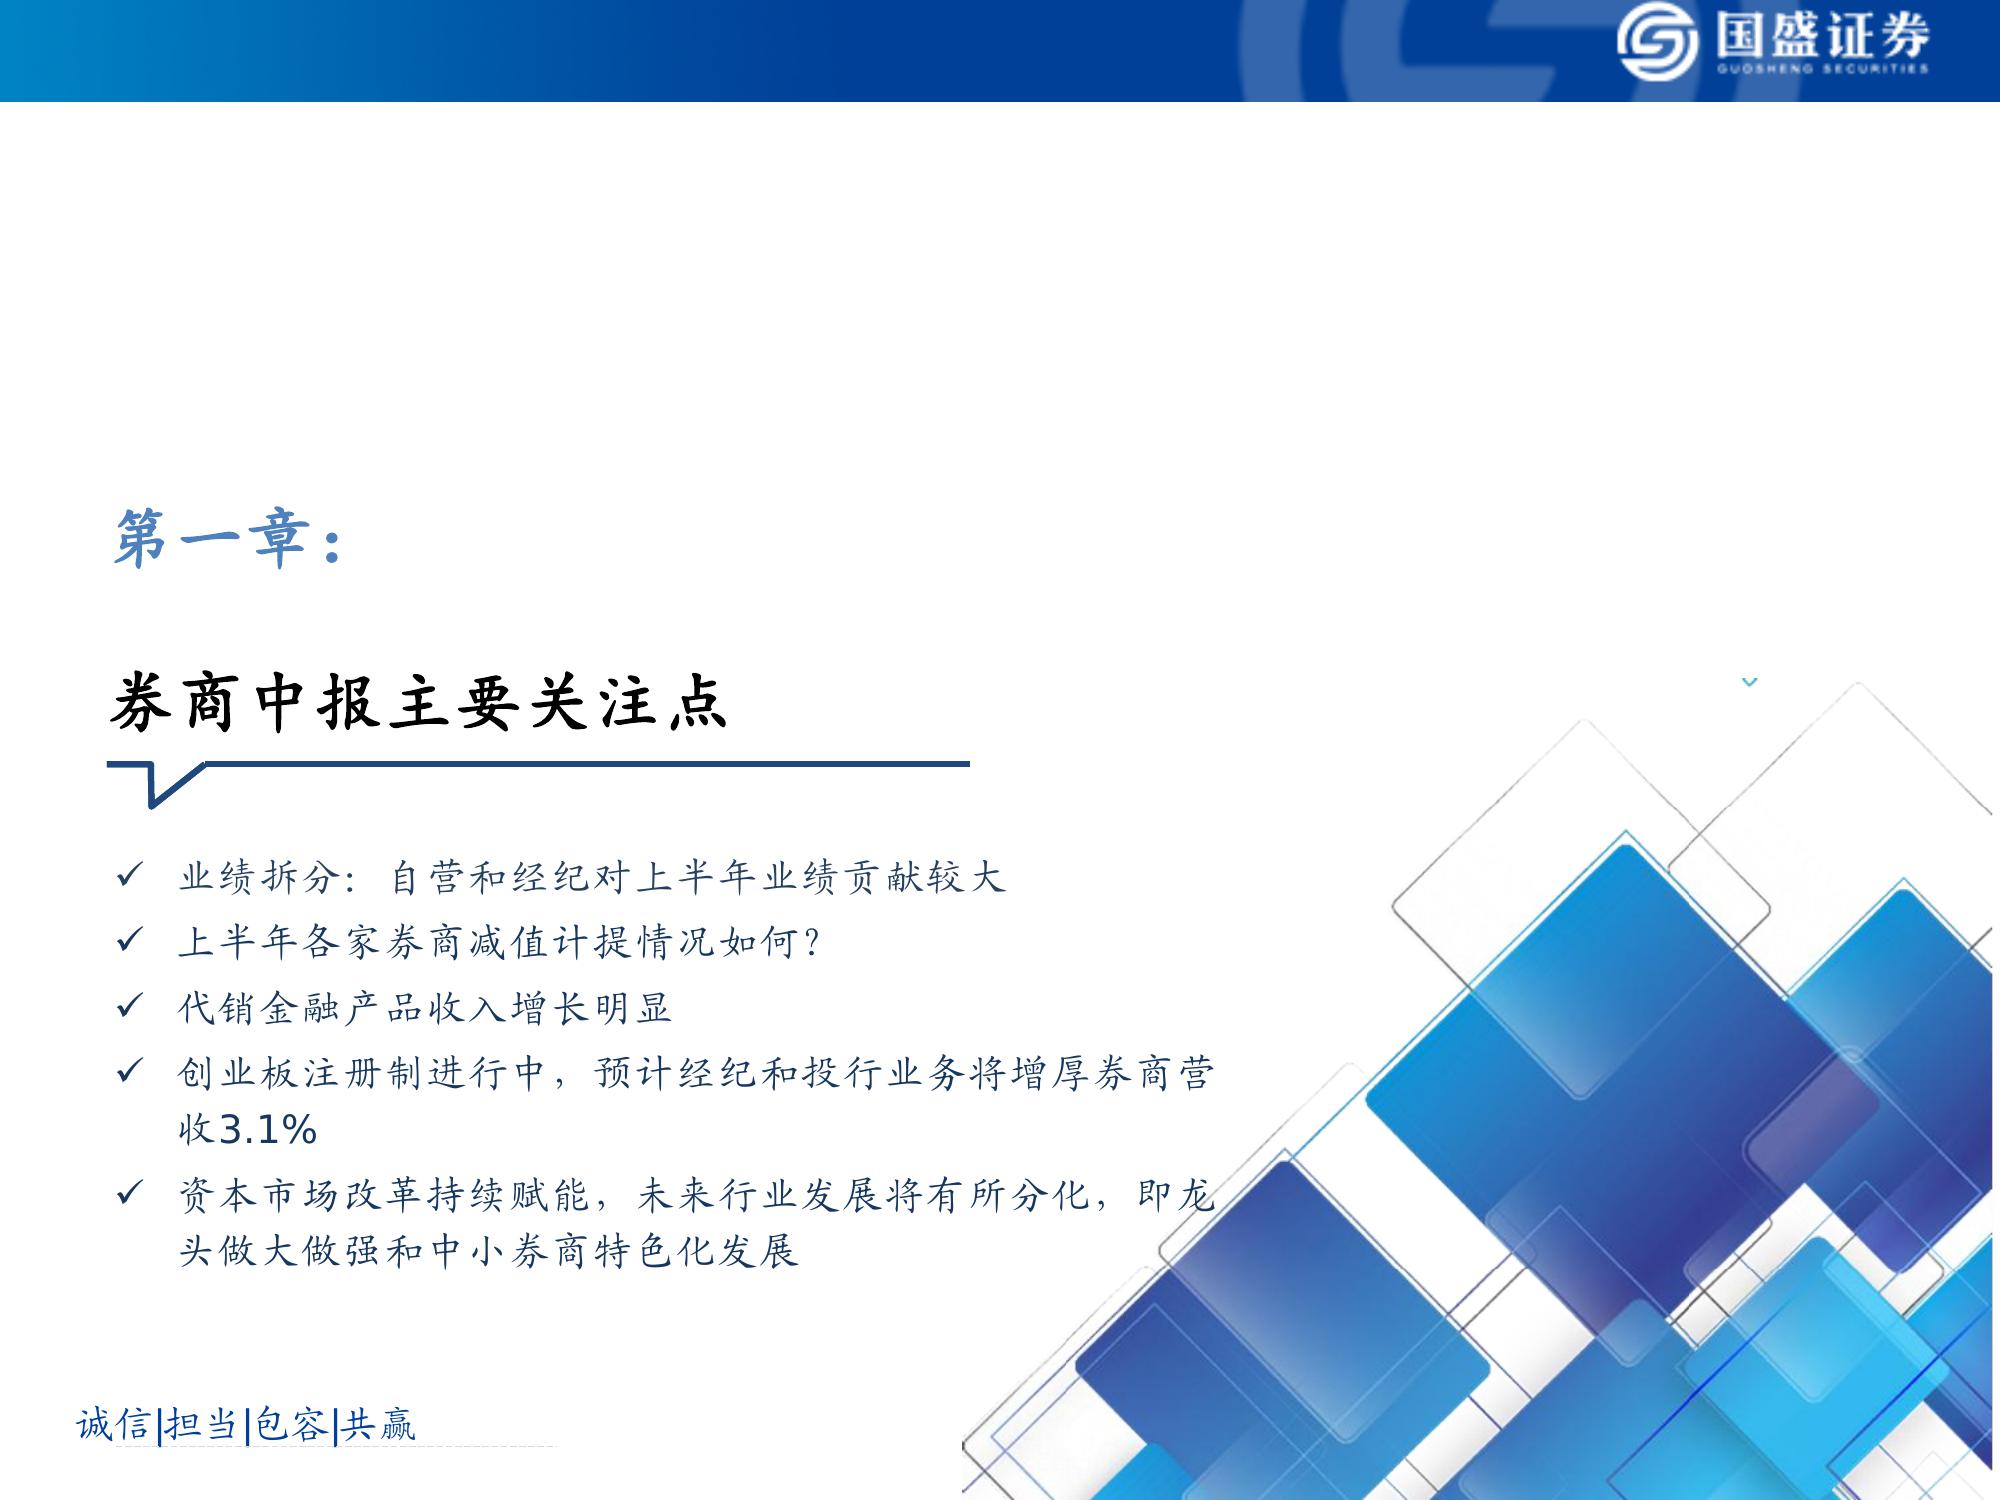 国盛证券
GUOSHENG SECURITIES
第一章：
券商中报主要关注点
✓ 业绩拆分：自营和经纪对上半年业绩贡献较大
✓ 上半年各家券商减值计提情况如何？
✓ 代销金融产品收入增长明显
✓ 创业板注册制进行中，预计经纪和投行业务将增厚券商营
收3.1%
✓ 资本市场改革持续赋能，未来行业发展将有所分化，即龙
头做大做强和中小券商特色化发展
诚信|担当|包容|共赢